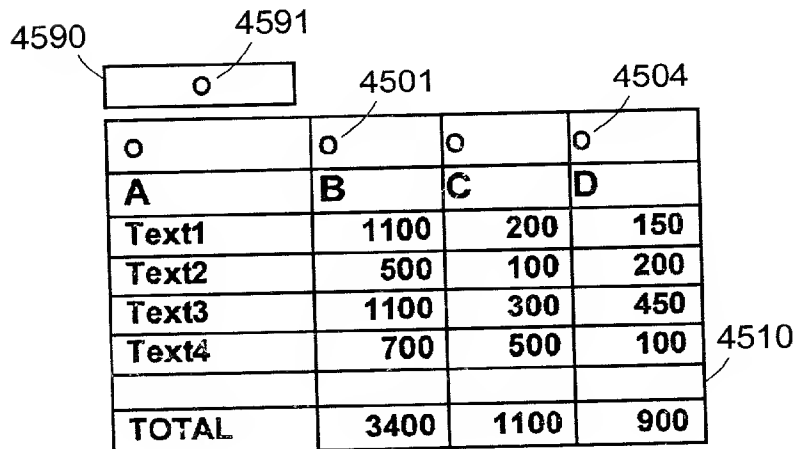 4590 4591
o 4501 4504
o o o o
A B C D
Text1 1100 200 150
Text2 500 100 200
Text3 1100 300 450
Text4 700 500 100
4510
TOTAL 3400 1100 900